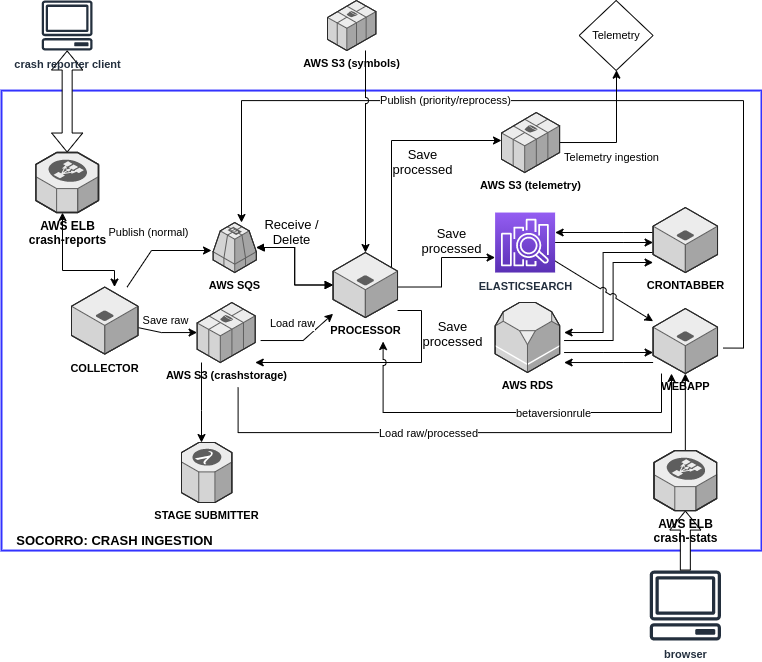 crash reporter client
AWS S3 (symbols)
Telemetry
Publish (priority/reprocess)
Save
processed
Telemetry ingestion
AWS S3 (telemetry)
AWS ELB
crash-reports
Publish (normal)
Receive /
Delete
Save
processed
AWS SQS
ELASTICSEARCH
CRONTABBER
Save raw
Load raw
PROCESSOR
Save
processed
COLLECTOR
AWS S3 (crashstorage)
AWS RDS
WEBAPP
betaversionrule
Load raw/processed
STAGE SUBMITTER
AWS ELB
crash-stats
SOCORRO: CRASH INGESTION
browser